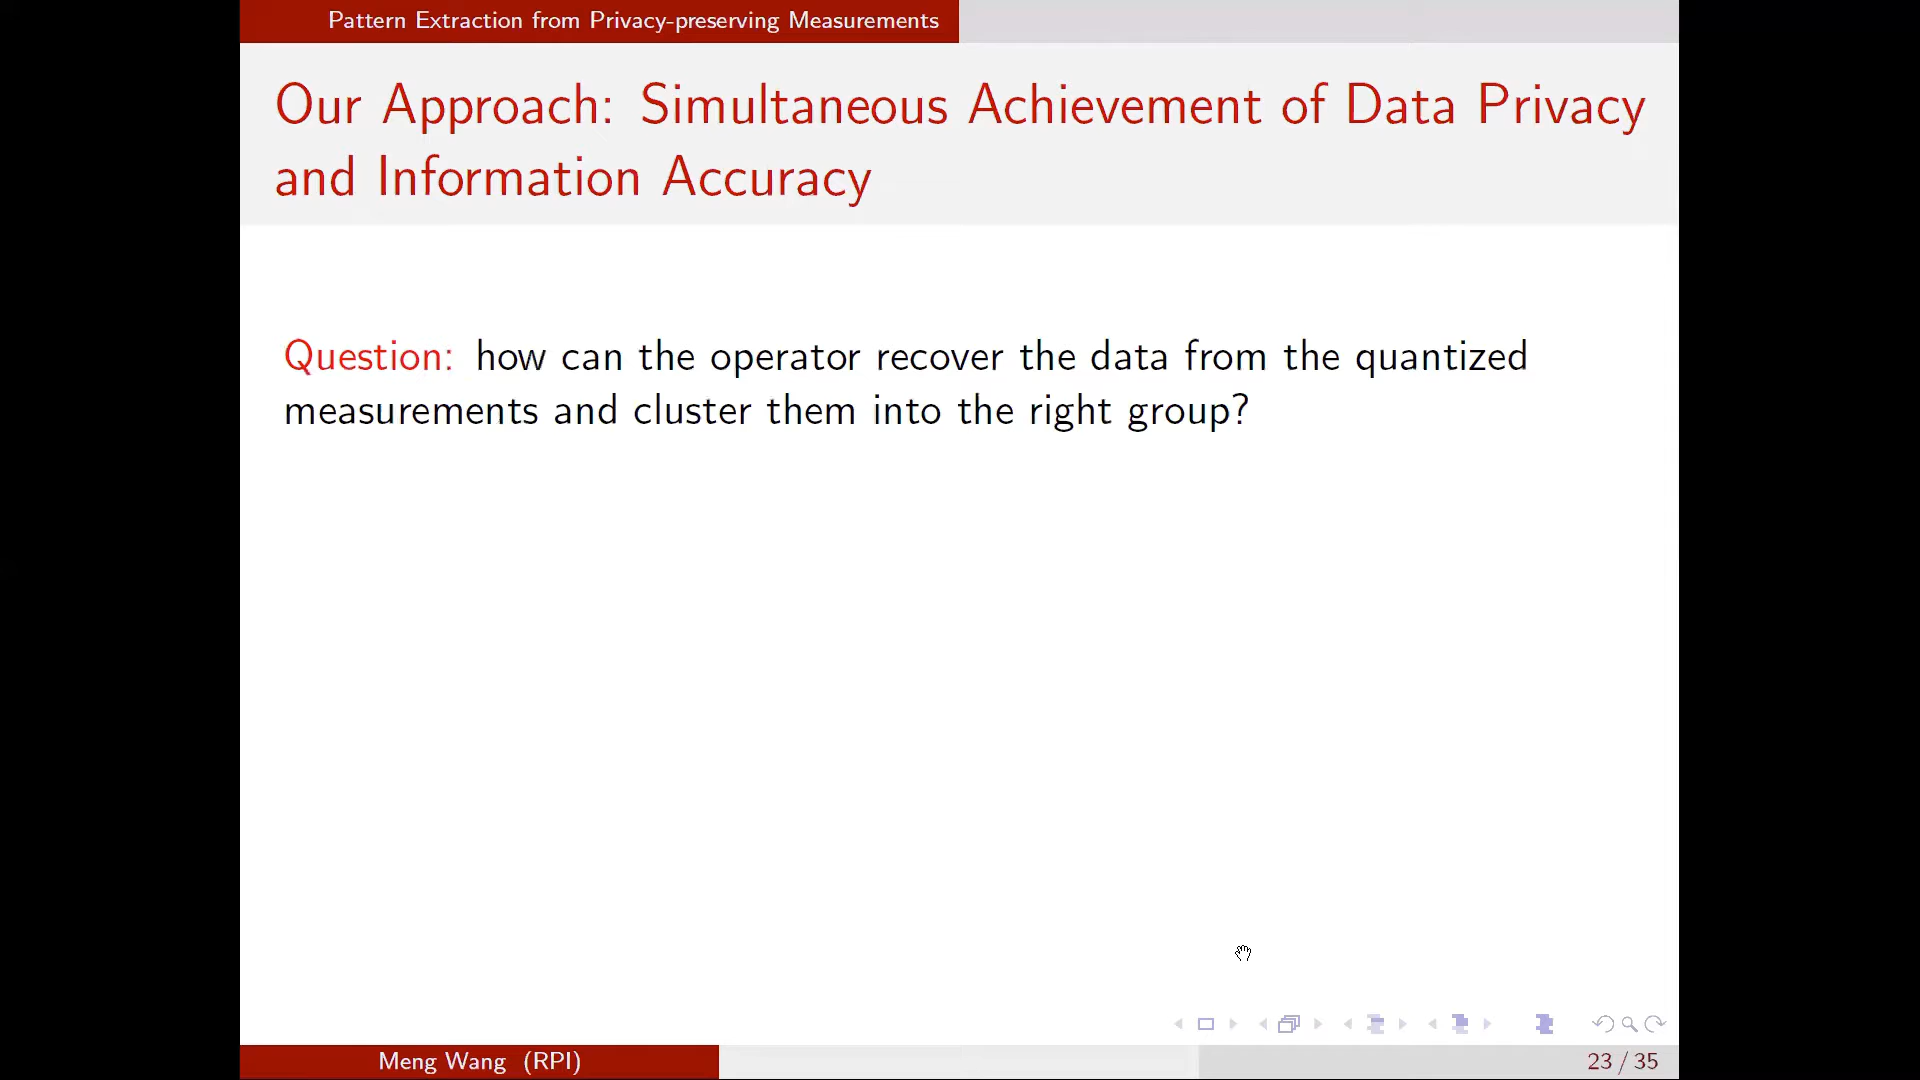 Pattern Extraction from Privacy-preserving Measurements
Our Approach: Simultaneous Achievement of Data Privacy
and Information Accuracy
Question: how can the operator recover the data from the quantized
measurements and cluster them into the right group?
Meng Wang (RPI)
23 / 35